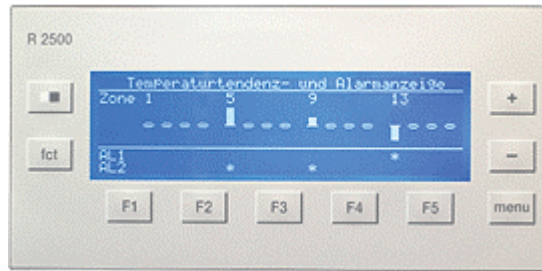 R 2500
Temperaturtendenz- und Alarmanzeige
Zone 1 5 9 13
+
fct
AL1 *
AL2 * *
-
F1 F2 F3 F4 F5 menu